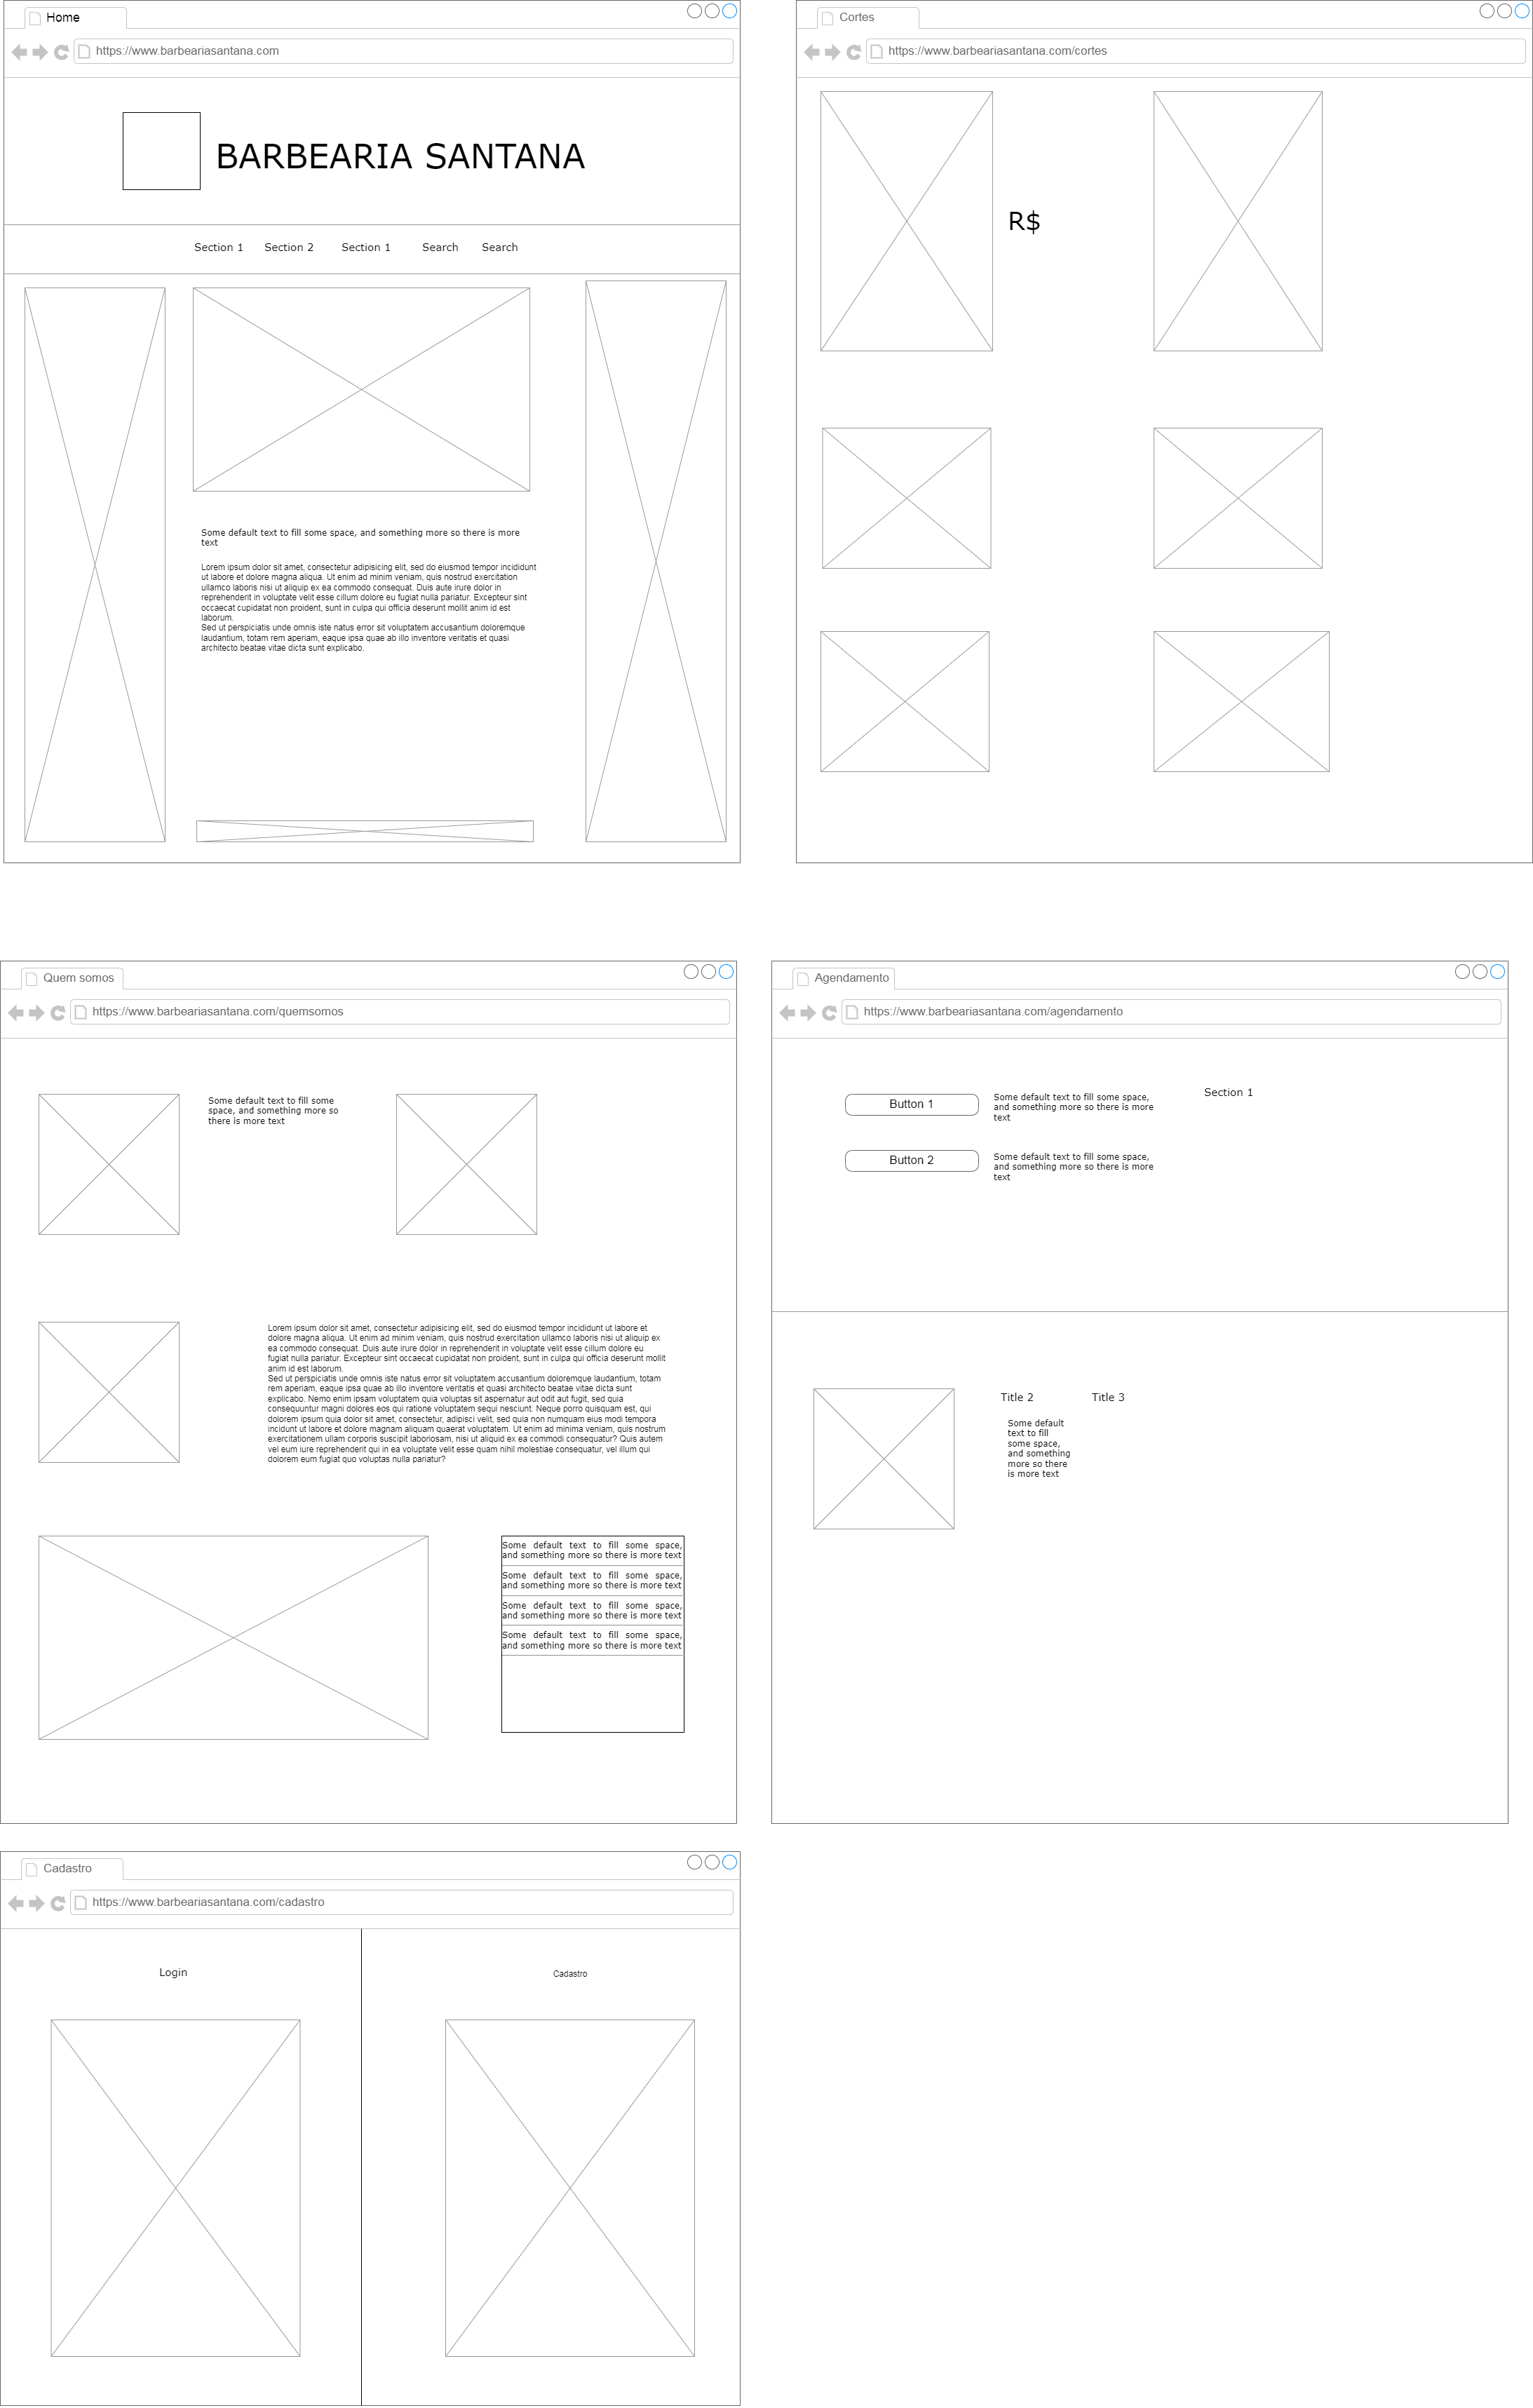 Home
https://www.barbeariasantana.com
BARBEARIA SANTANA
Section 1
Section 2
Section 1
Search
Search
Some default text to fill some space, and something more so there is more
text
Lorem ipsum dolor sit amet, consectetur adipisicing elit, sed do eiusmod tempor incididunt
ut labore et dolore magna aliqua. Ut enim ad minim veniam, quis nostrud exercitation
ullamco laboris nisi ut aliquip ex ea commodo consequat. Duis aute irure dolor in
reprehenderit in voluptate velit esse cillum dolore eu fugiat nulla pariatur. Excepteur sint
occaecat cupidatat non proident, sunt in culpa qui officia deserunt mollit anim id est
laborum.
Sed ut perspiciatis unde omnis iste natus error sit voluptatem accusantium doloremque
laudantium, totam rem aperiam, eaque ipsa quae ab illo inventore veritatis et quasi
architecto beatae vitae dicta sunt explicabo.
Cortes
https://www.barbeariasantana.com/cortes
R$
Quem somos
https://www.barbeariasantana.com/quemsomos
Some default text to fill some
space, and something more so
there is more text
Lorem ipsum dolor sit amet, consectetur adipisicing elit, sed do eiusmod tempor incididunt ut labore et
dolore magna aliqua. Ut enim ad minim veniam, quis nostrud exercitation ullamco laboris nisi ut aliquip ex
ea commodo consequat. Duis aute irure dolor in reprehenderit in voluptate velit esse cillum dolore eu
fugiat nulla pariatur. Excepteur sint occaecat cupidatat non proident, sunt in culpa qui officia deserunt mollit
anim id est laborum.
Sed ut perspiciatis unde omnis iste natus error sit voluptatem accusantium doloremque laudantium, totam
rem aperiam, eaque ipsa quae ab illo inventore veritatis et quasi architecto beatae vitae dicta sunt
explicabo. Nemo enim ipsam voluptatem quia voluptas sit aspernatur aut odit aut fugit, sed quia
consequuntur magni dolores eos qui ratione voluptatem sequi nesciunt. Neque porro quisquam est, qui
dolorem ipsum quia dolor sit amet, consectetur, adipisci velit, sed quia non numquam eius modi tempora
incidunt ut labore et dolore magnam aliquam quaerat voluptatem. Ut enim ad minima veniam, quis nostrum
exercitationem ullam corporis suscipit laboriosam, nisi ut aliquid ex ea commodi consequatur? Quis autem
vel eum iure reprehenderit qui in ea voluptate velit esse quam nihil molestiae consequatur, vel illum qui
dolorem eum fugiat quo voluptas nulla pariatur?
Some default text to fill some space,
and something more so there is more text
Some default text to fill some space,
and something more so there is more text
Some default text to fill some space,
and something more so there is more text
Some default text to fill some space,
and something more so there is more text
Agendamento
https://www.barbeariasantana.com/agendamento
Button 1
Some default text to fill some space,
and something more so there is more
text
Section 1
Button 2
Some default text to fill some space,
and something more so there is more
text
Title 2
Title 3
Some default
text to fill
some space,
and something
more so there
is more text
Cadastro
https://www.barbeariasantana.com/cadastro
Login
Cadastro